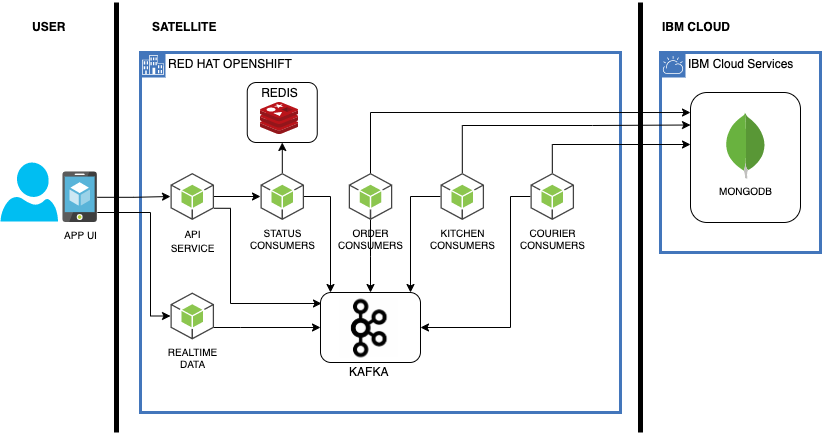 USER
SATELLITE
IBM CLOUD
RED HAT OPENSHIFT
IBM Cloud Services
REDIS
MONGODB
APP UI
API
SERVICE
STATUS
CONSUMERS
ORDER
CONSUMERS
KITCHEN
CONSUMERS
COURIER
CONSUMERS
REALTIME
DATA
KAFKA